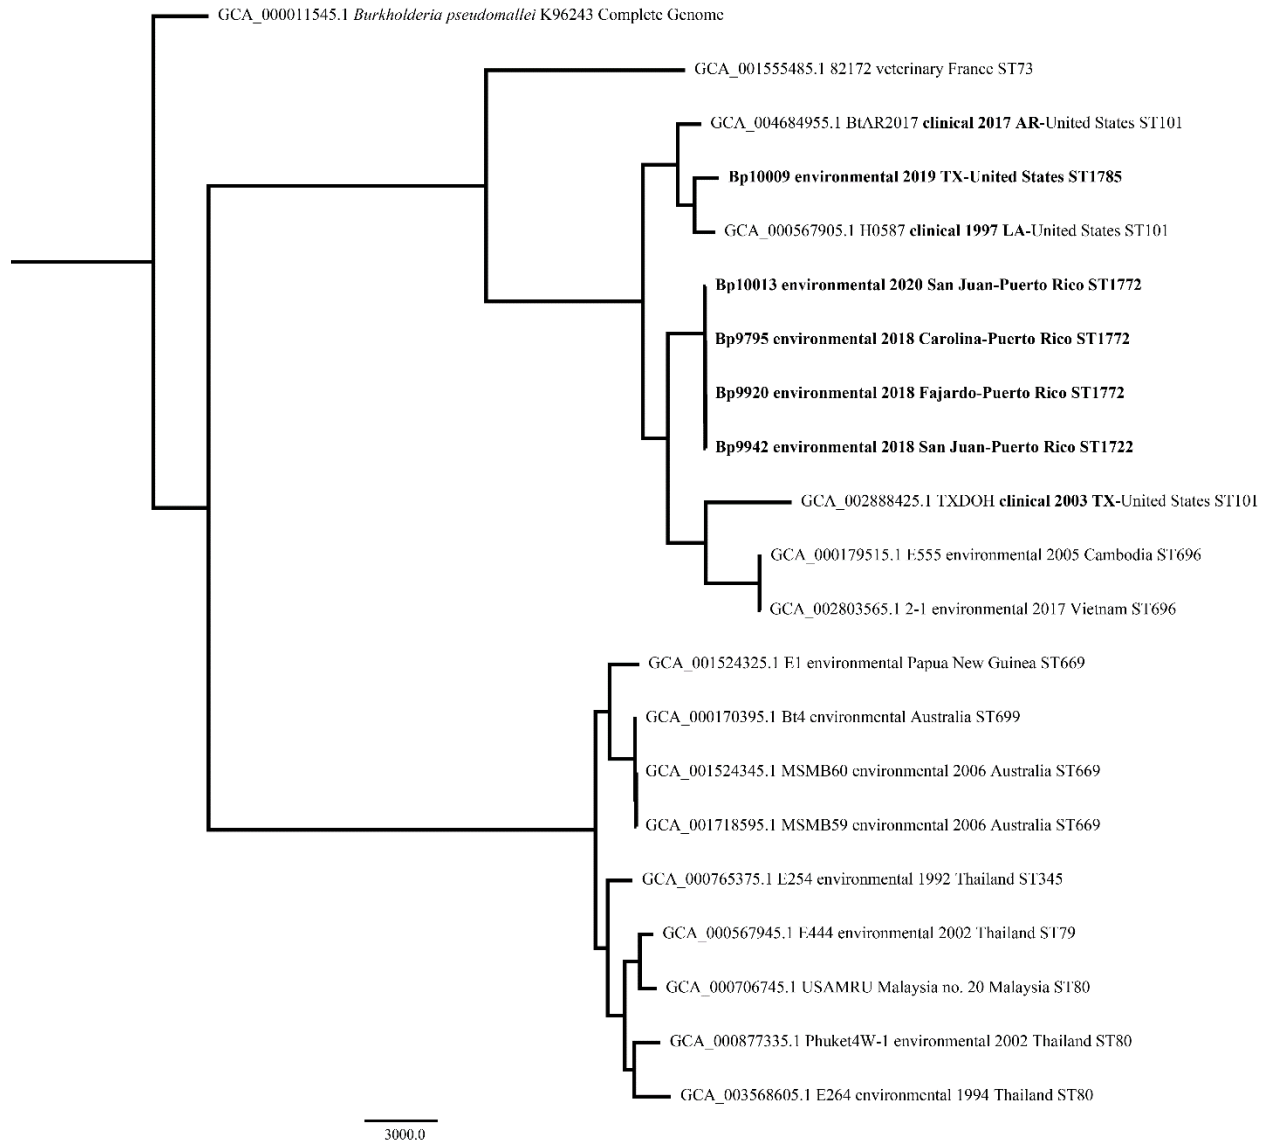 GCA_000011545.1 Burkholderia pseudomallei K96243 Complete Genome
GCA_001555485.1 82172 veterinary France ST73
GCA_004684955.1 BtAR2017 clinical 2017 AR-United States ST101
Bp10009 environmental 2019 TX-United States ST1785
GCA_000567905.1 H0587 clinical 1997 LA-United States ST101
Bp10013 environmental 2020 San Juan-Puerto Rico ST1772
Bp9795 environmental 2018 Carolina-Puerto Rico ST1772
Bp9920 environmental 2018 Fajardo-Puerto Rico ST1772
Bp9942 environmental 2018 San Juan-Puerto Rico ST1722
GCA_002888425.1 TXDOH clinical 2003 TX-United States ST101
GCA_000179515.1 E555 environmental 2005 Cambodia ST696
GCA_002803565.1 2-1 environmental 2017 Vietnam ST696
GCA_001524325.1 E1 environmental Papua New Guinea ST669
GCA_000170395.1 Bt4 environmental Australia ST699
GCA_001524345.1 MSMB60 environmental 2006 Australia ST669
GCA_001718595.1 MSMB59 environmental 2006 Australia ST669
GCA_000765375.1 E254 environmental 1992 Thailand ST345
GCA_000567945.1 E444 environmental 2002 Thailand ST79
GCA_000706745.1 USAMRU Malaysia no. 20 Malaysia ST80
GCA_000877335.1 Phuket4W-1 environmental 2002 Thailand ST80
GCA_003568605.1 E264 environmental 1994 Thailand ST80
3000.0